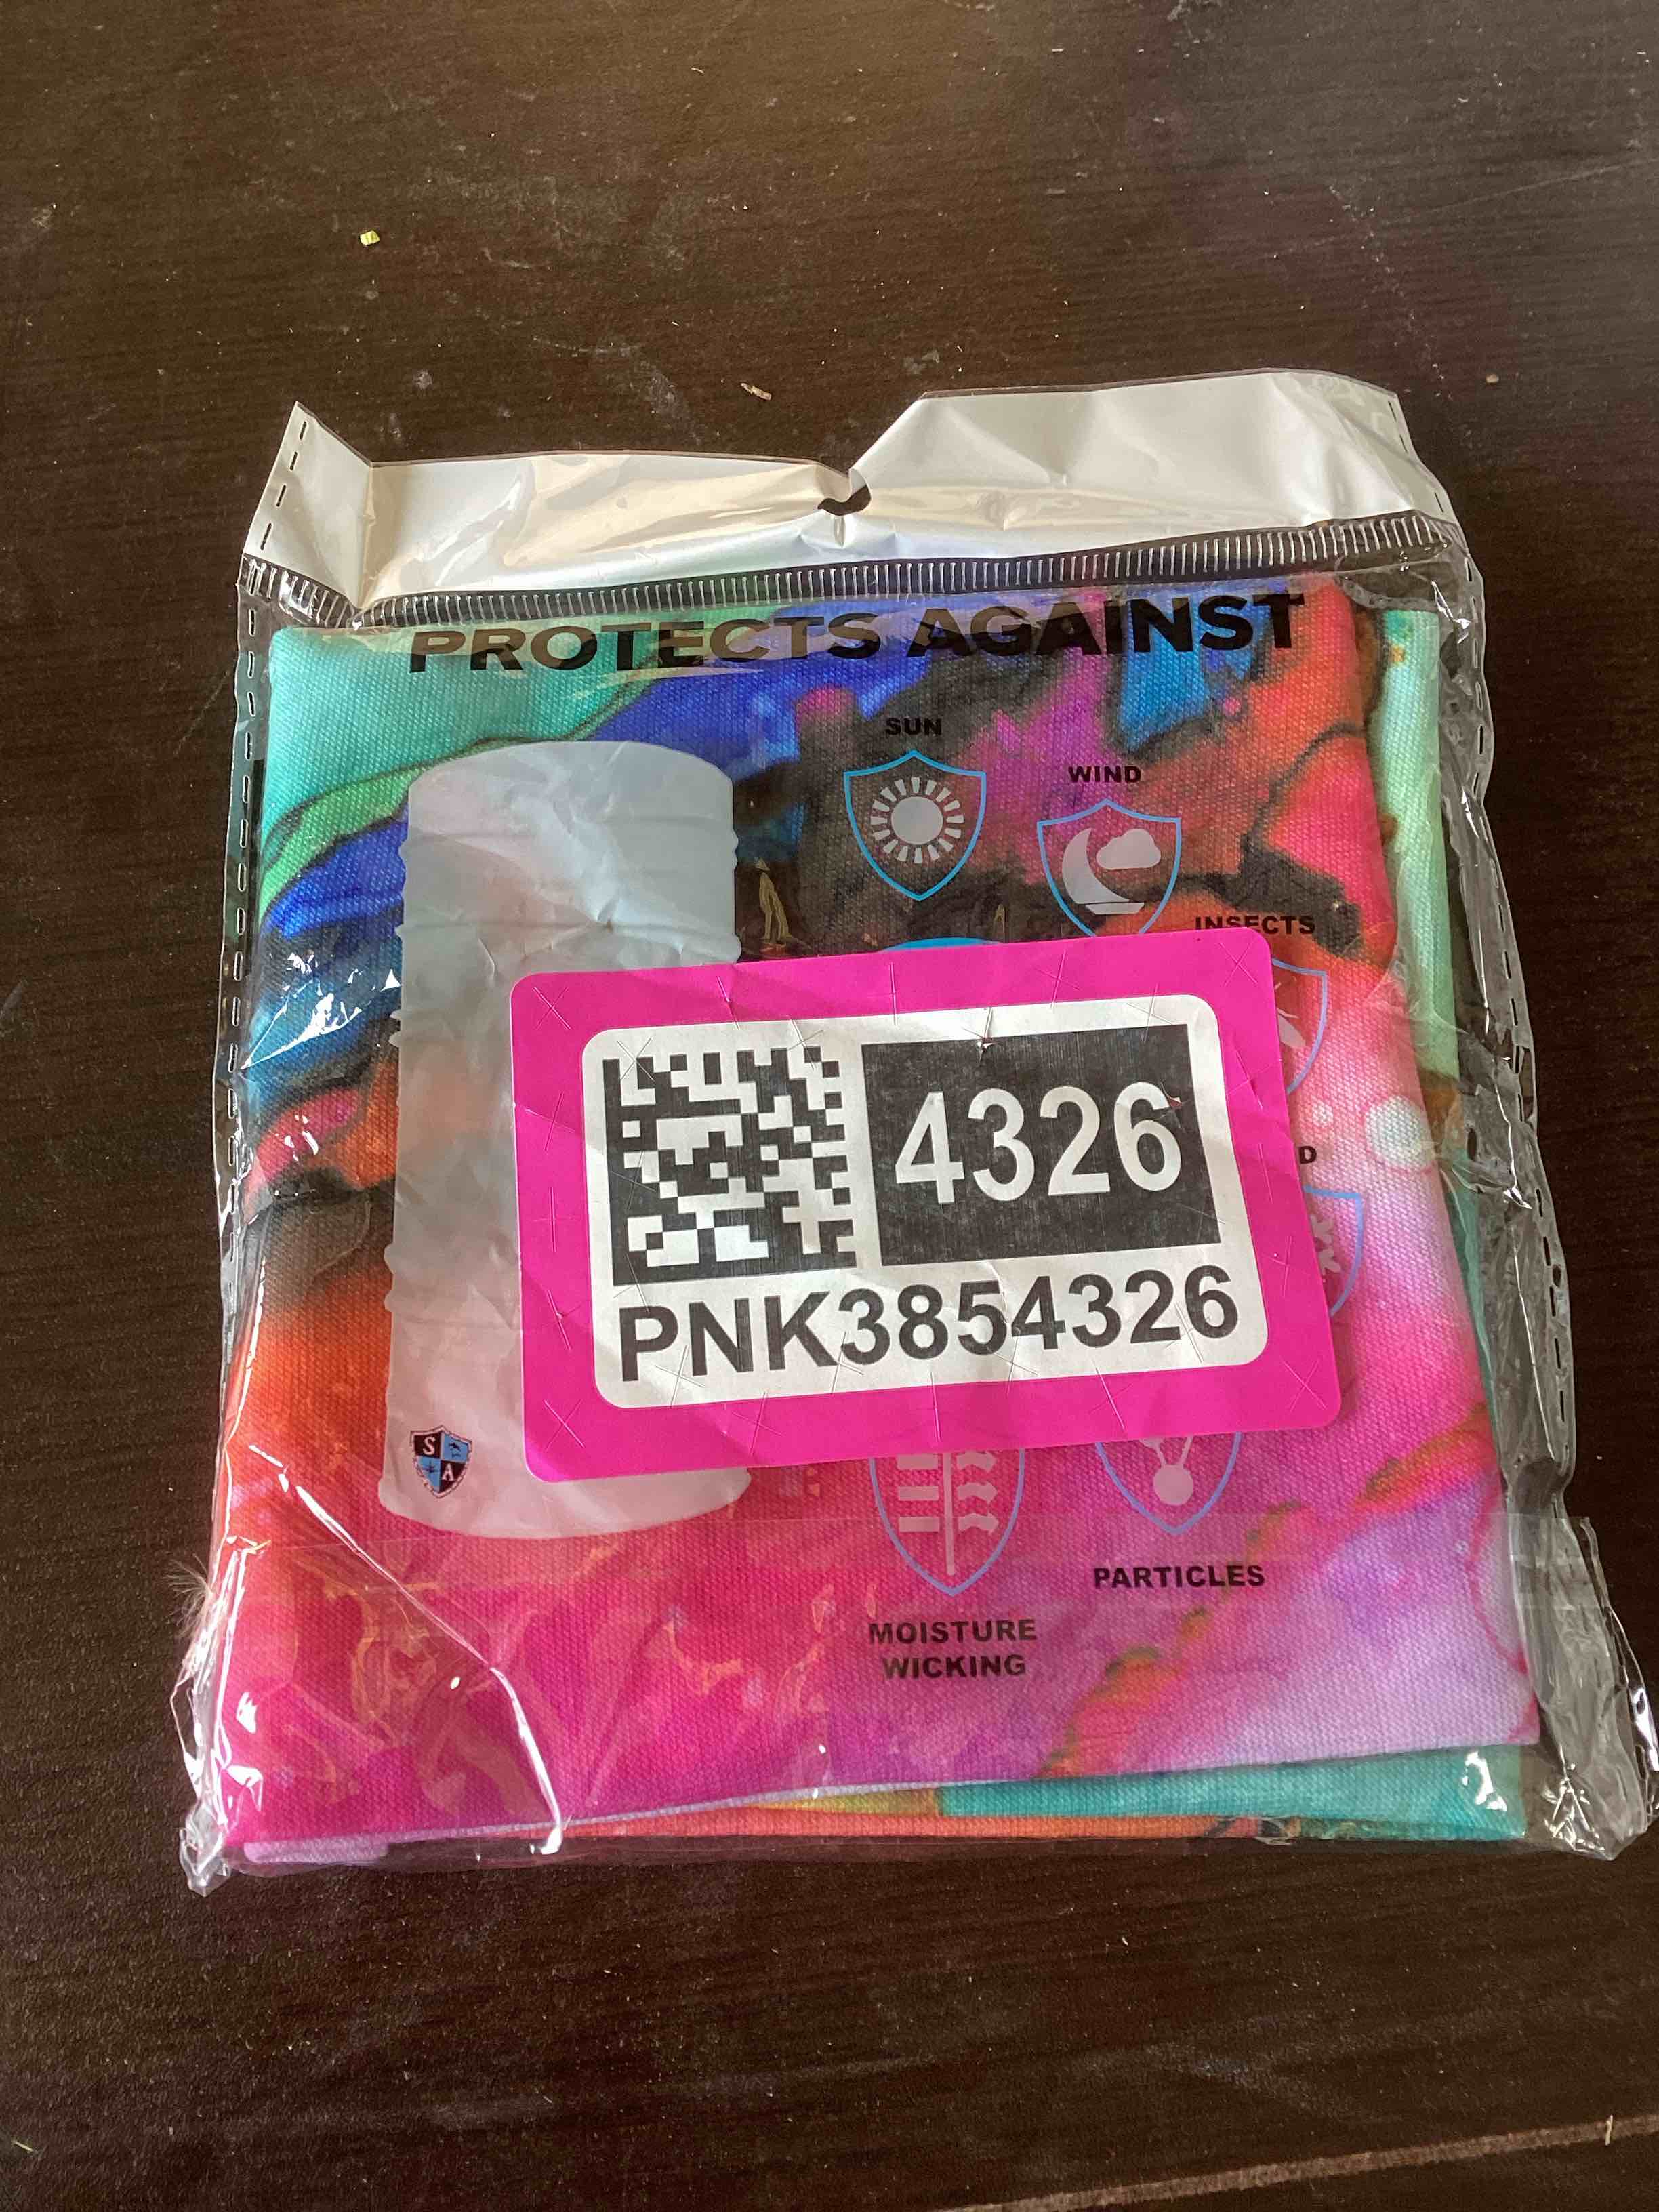 PROTECTS AGAINST
SUN
WIND
INSECTS
D
4326
PNK3854326
S
A
PARTICLES
MOISTURE
WICKING